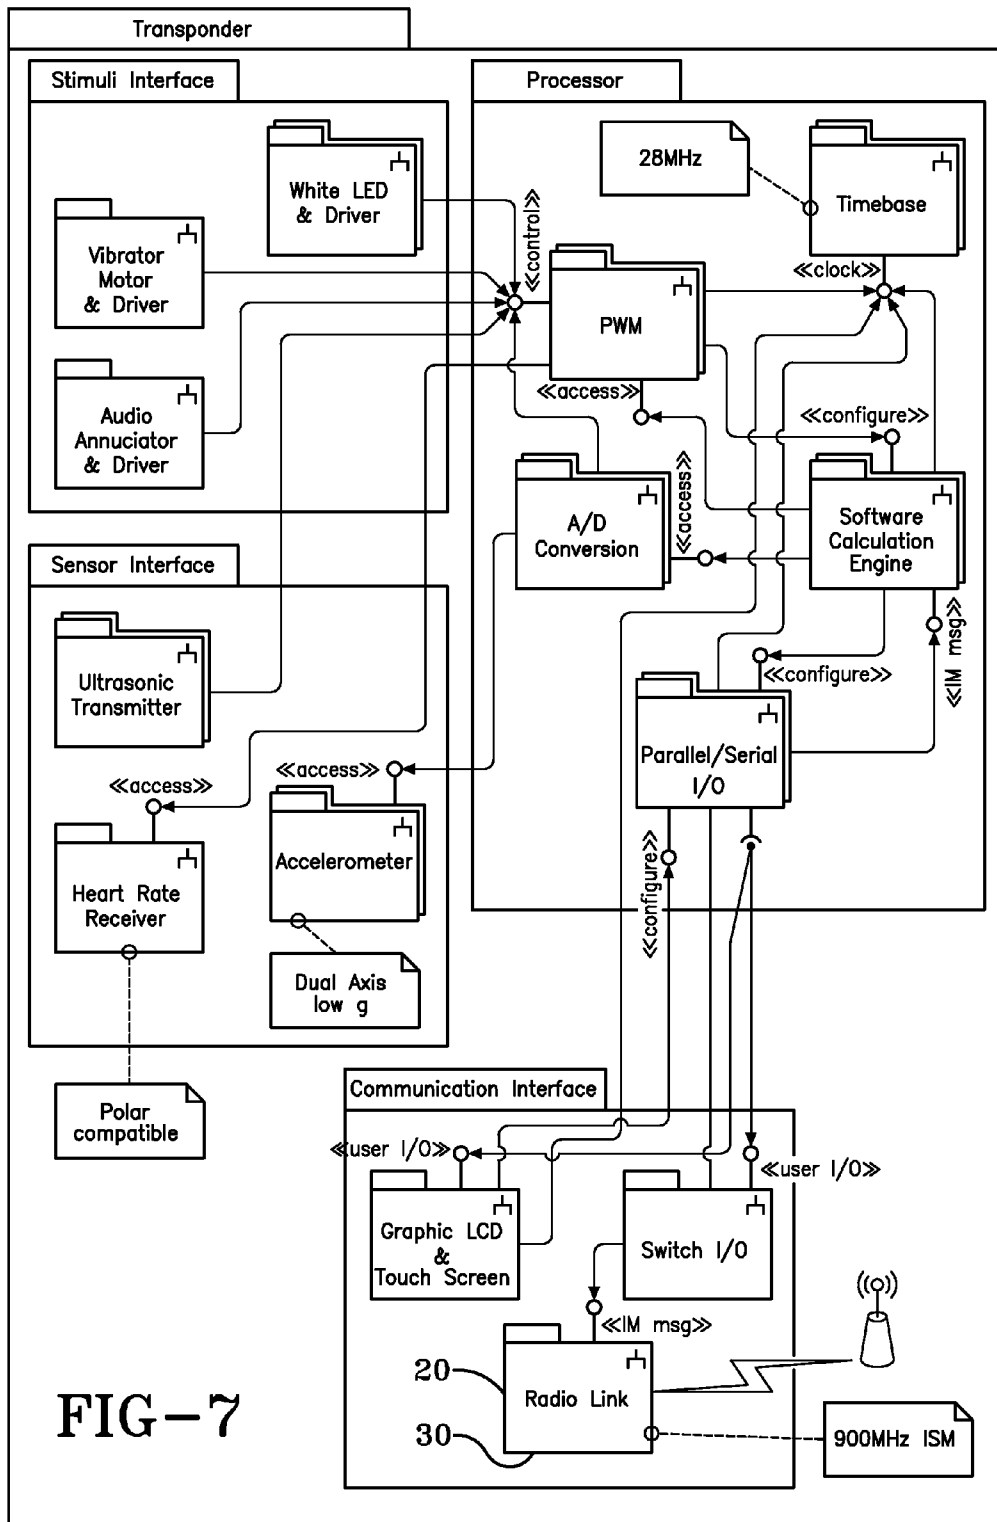 Transponder
Stimuli Interface
White LED
& Driver
Vibrator
Motor
& Driver
Audio
Annuciator
& Driver
Processor
28MHz
Timebase
≪clock≫
≪control≫
PWM
≪access≫
≪configure≫
A/D
Conversion
≪access≫
Software
Calculation
Engine
≪IM msg≫
≪configure≫
Parallel/Serial
I/O
≪configure≫
Sensor Interface
Ultrasonic
Transmitter
≪access≫
Heart Rate
Receiver
≪access≫
Accelerometer
Dual Axis
low g
Polar
compatible
Communication Interface
≪user I/O≫
≪user I/O≫
Graphic LCD
&
Touch Screen
Switch I/O
≪IM msg≫
Radio Link
20
30
900MHz ISM
FIG-7